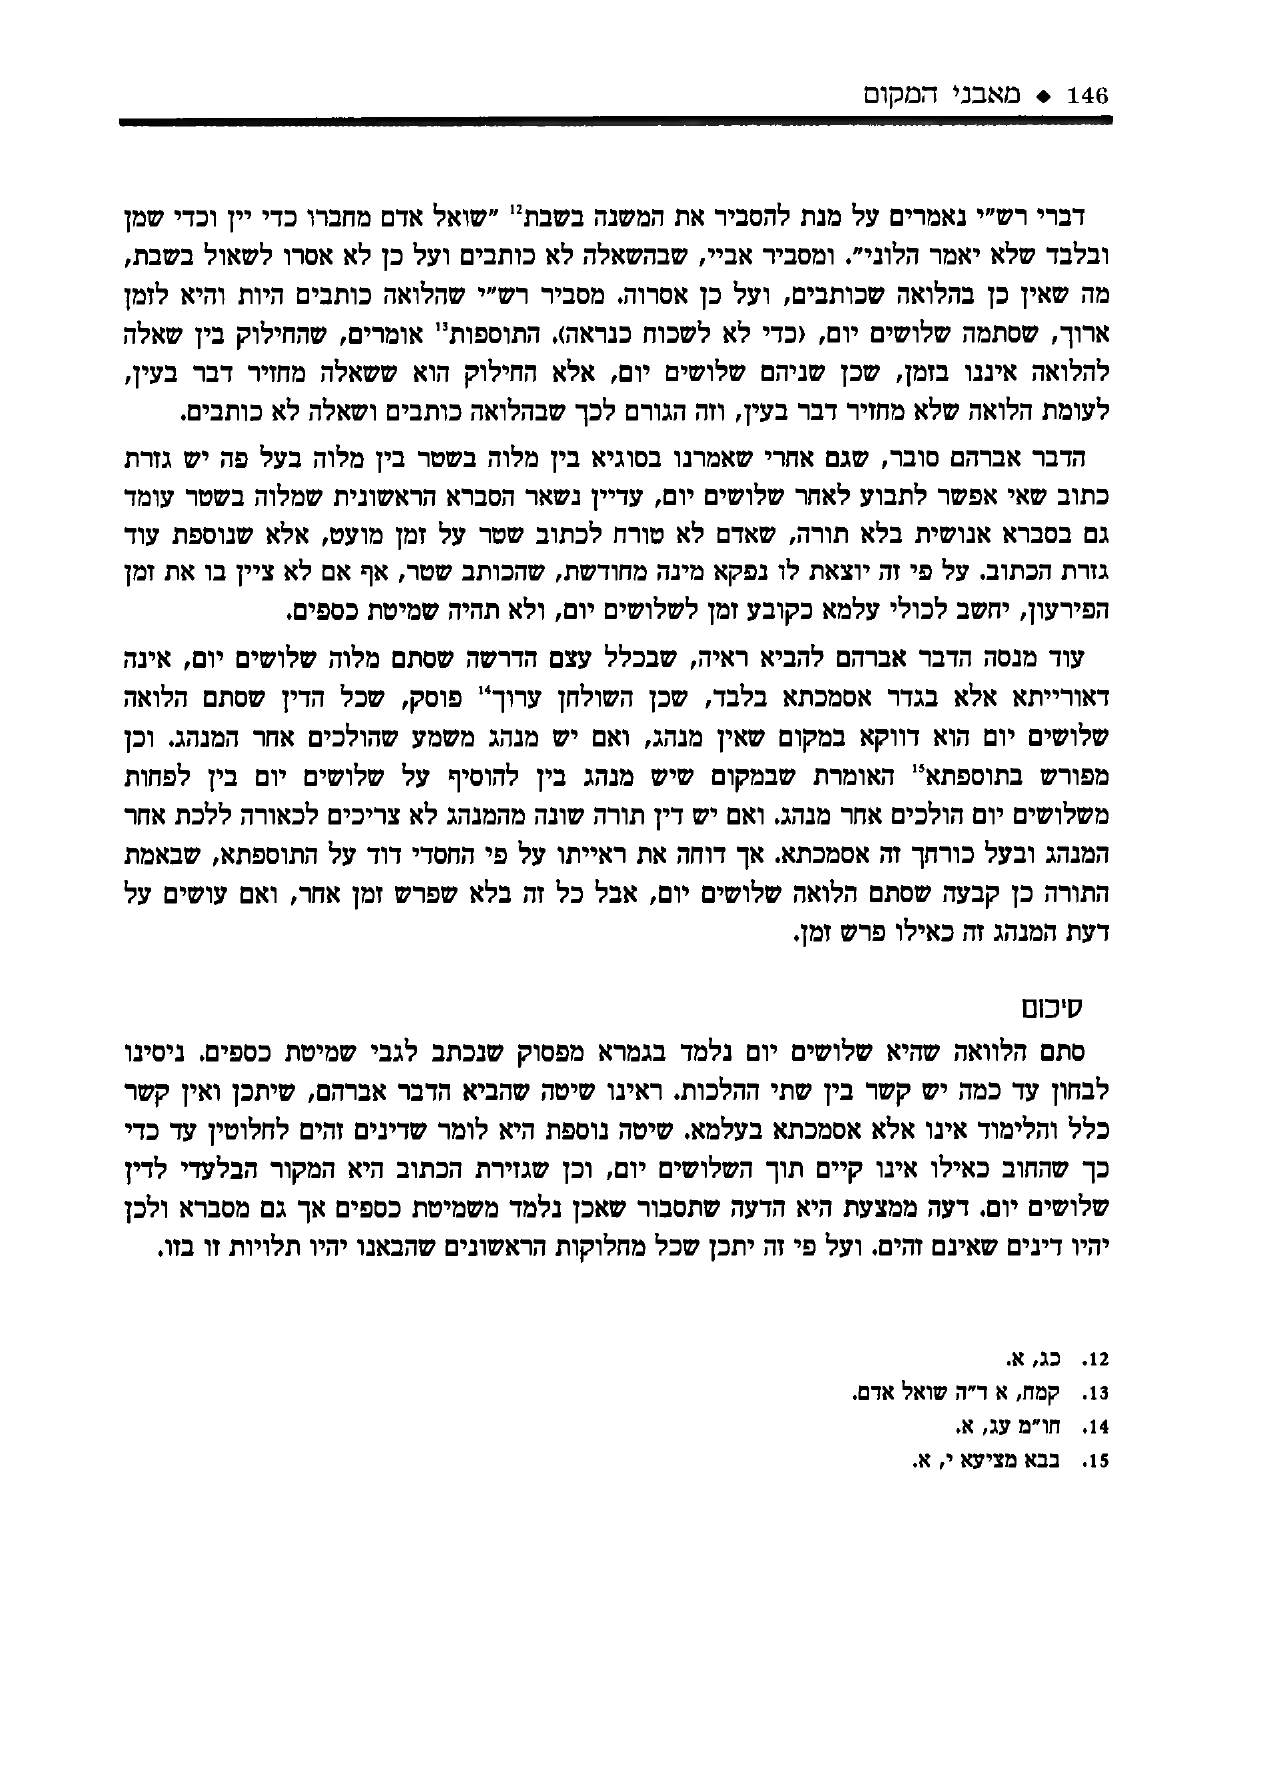 146 ◆ מאבני המקום
דברי רש"י נאמרים על מנת להסביר את המשנה בשבת12 "שואל אדם מחברו כדי יין וכדי שמן
ובלבד שלא יאמר הלוני". ומסביר אביי, שבהשאלה לא כותבים ועל כן לא אסרו לשאול בשבת,
מה שאין כן בהלואה שכותבים, ועל כן אסרוה. מסביר רש"י שהלואה כותבים היות והיא לזמן
ארוך, שסתמה שלושים יום, (כדי לא לשכוח כנראה). התוספות13 אומרים, שהחילוק בין שאלה
להלואה איננו בזמן, שכן שניהם שלושים יום, אלא החילוק הוא ששאלה מחזיר דבר בעין,
לעומת הלואה שלא מחזיר דבר בעין, וזה הגורם לכך שבהלואה כותבים ושאלה לא כותבים.
הדבר אברהם סובר, שגם אחרי שאמרנו בסוגיא בין מלוה בשטר בין מלוה בעל פה יש גזרת
כתוב שאי אפשר לתבוע לאחר שלושים יום, עדיין נשאר הסברא הראשונית שמלוה בשטר עומד
גם בסברא אנושית בלא תורה, שאדם לא טורח לכתוב שטר על זמן מועט, אלא שנוספת עוד
גזרת הכתוב. על פי זה יוצאת לו נפקא מינה מחודשת, שהכותב שטר, אף אם לא ציין בו את זמן
הפירעון, יחשב לכולי עלמא כקובע זמן לשלושים יום, ולא תהיה שמיטת כספים.
עוד מנסה הדבר אברהם להביא ראיה, שבכלל עצם הדרשה שסתם מלוה שלושים יום, אינה
דאורייתא אלא בגדר אסמכתא בלבד, שכן השולחן ערוך14 פוסק, שכל הדין שסתם הלואה
שלושים יום הוא דווקא במקום שאין מנהג, ואם יש מנהג משמע שהולכים אחר המנהג. וכן
מפורש בתוספתא15 האומרת שבמקום שיש מנהג בין להוסיף על שלושים יום בין לפחות
משלושים יום הולכים אחר מנהג. ואם יש דין תורה שונה מהמנהג לא צריכים לכאורה ללכת אחר
המנהג ובעל כורחך זה אסמכתא. אך דוחה את ראייתו על פי החסדי דוד על התוספתא, שבאמת
התורה כן קבעה שסתם הלואה שלושים יום, אבל כל זה בלא שפרש זמן אחר, ואם עושים על
דעת המנהג זה כאילו פרש זמן.
סיכום
סתם הלוואה שהיא שלושים יום נלמד בגמרא מפסוק שנכתב לגבי שמיטת כספים. ניסינו
לבחון עד כמה יש קשר בין שתי ההלכות. ראינו שיטה שהביא הדבר אברהם, שיתכן ואין קשר
כלל והלימוד אינו אלא אסמכתא בעלמא. שיטה נוספת היא לומר שדינים זהים לחלוטין עד כדי
כך שהחוב כאילו אינו קיים תוך השלושים יום, וכן שגזירת הכתוב היא המקור הבלעדי לדין
שלושים יום. דעה ממצעת היא הדעה שתסבור שאכן נלמד משמיטת כספים אך גם מסברא ולכן
יהיו דינים שאינם זהים. ועל פי זה יתכן שכל מחלוקות הראשונים שהבאנו יהיו תלויות זו בזו.
12. כג, א.
13. קמח, א ד"ה שואל אדם.
14. חו"מ עג, א.
15. בבא מציעא י, א.